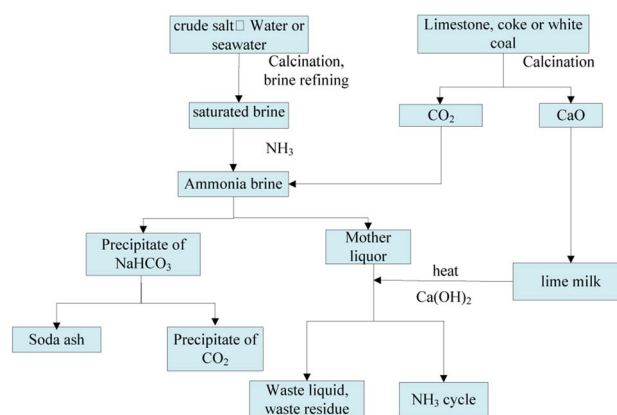 crude salt□ Water or
seawater
Limestone, coke or white
coal
Calcination,
brine refining
Calcination
saturated brine
CO₂
CaO
NH₃
Ammonia brine
Precipitate of
NaHCO₃
Mother
liquor
heat
Ca(OH)₂
lime milk
Soda ash
Precipitate of
CO₂
Waste liquid,
waste residue
NH₃ cycle